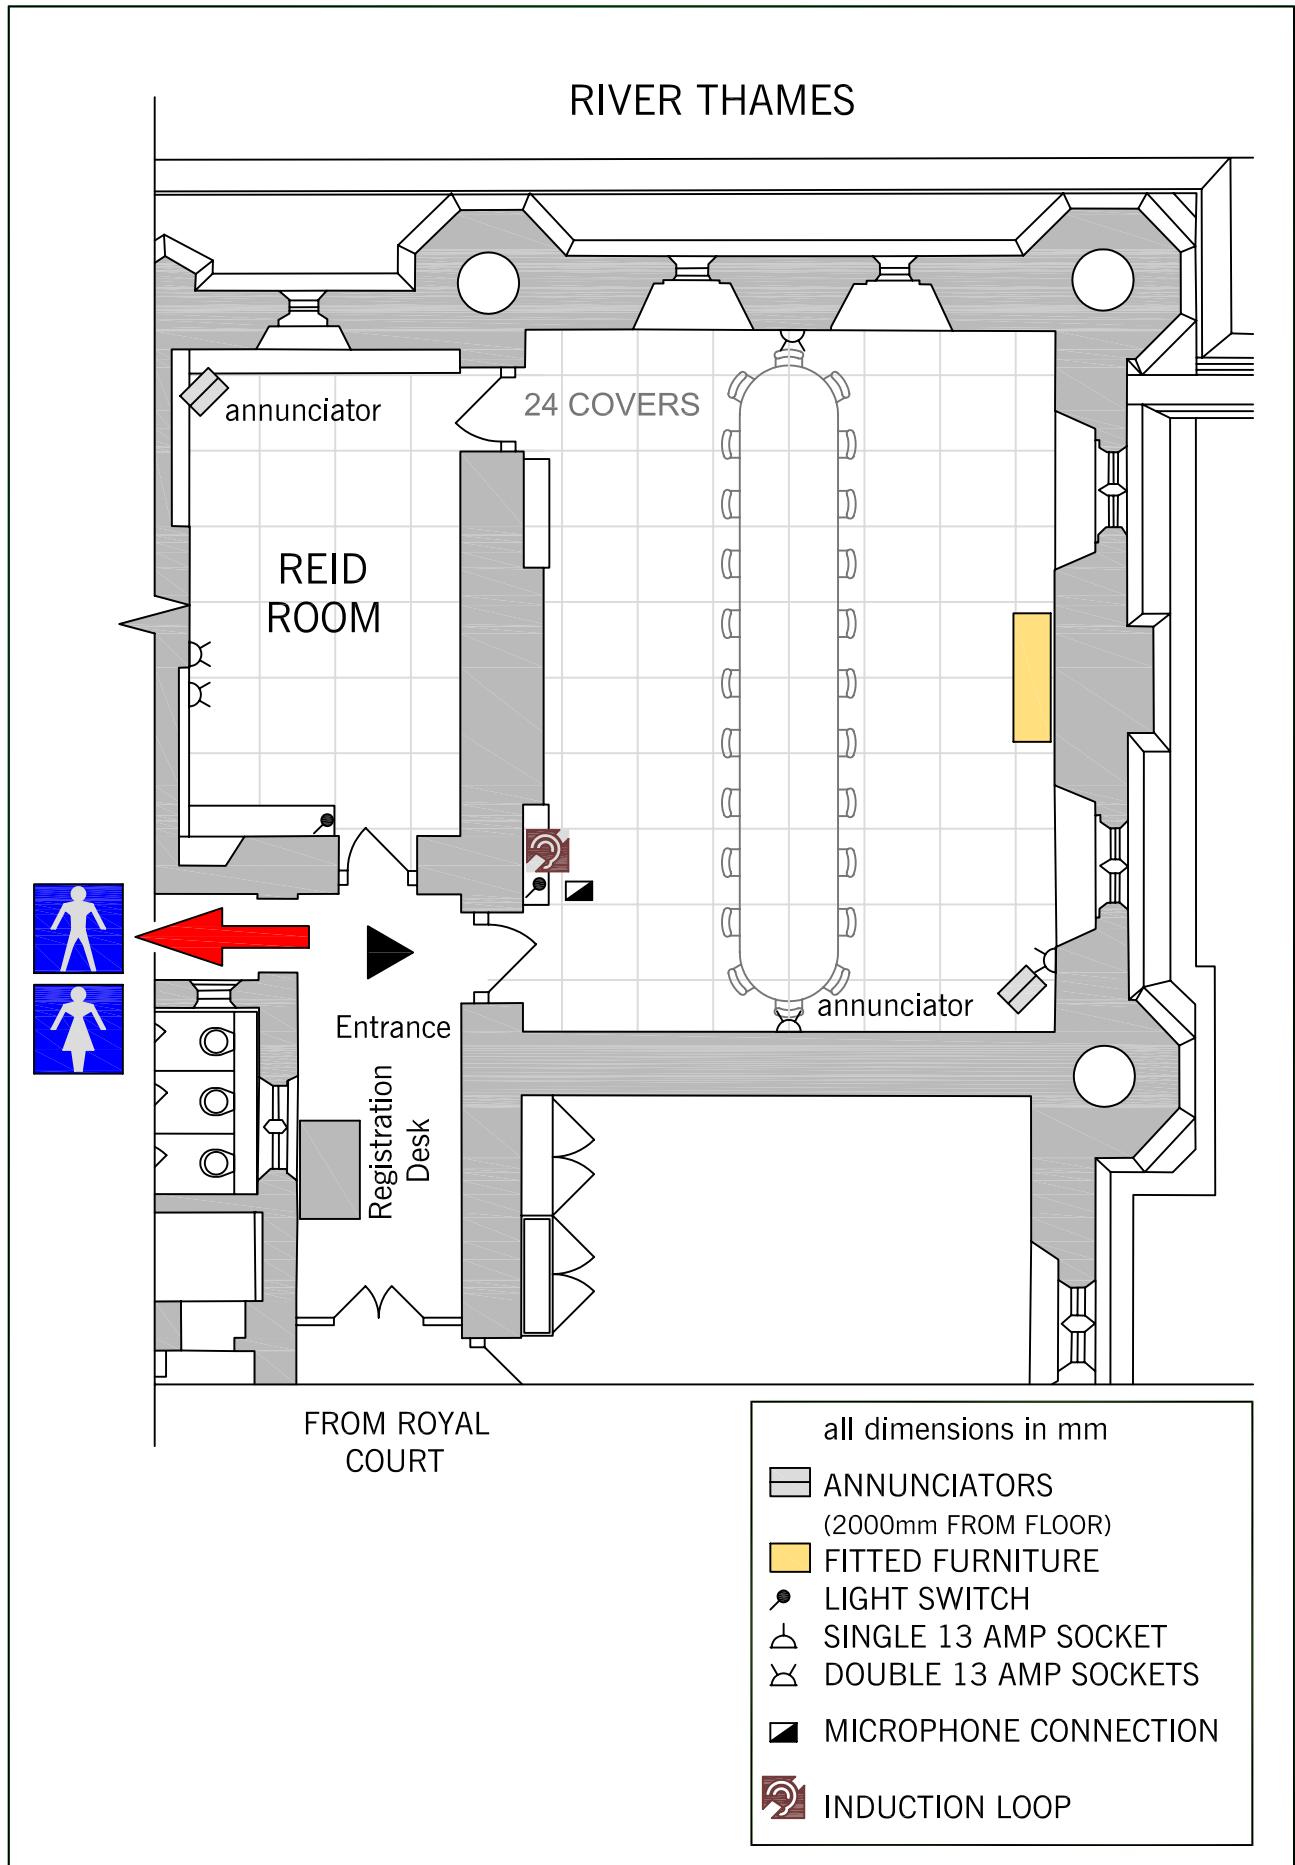 RIVER THAMES
24 COVERS
annunciator
REID
ROOM
annunciator
Entrance
Registration
Desk
FROM ROYAL
COURT
all dimensions in mm
ANNUNCIATORS
(2000mm FROM FLOOR)
FITTED FURNITURE
LIGHT SWITCH
SINGLE 13 AMP SOCKET
DOUBLE 13 AMP SOCKETS
MICROPHONE CONNECTION
INDUCTION LOOP